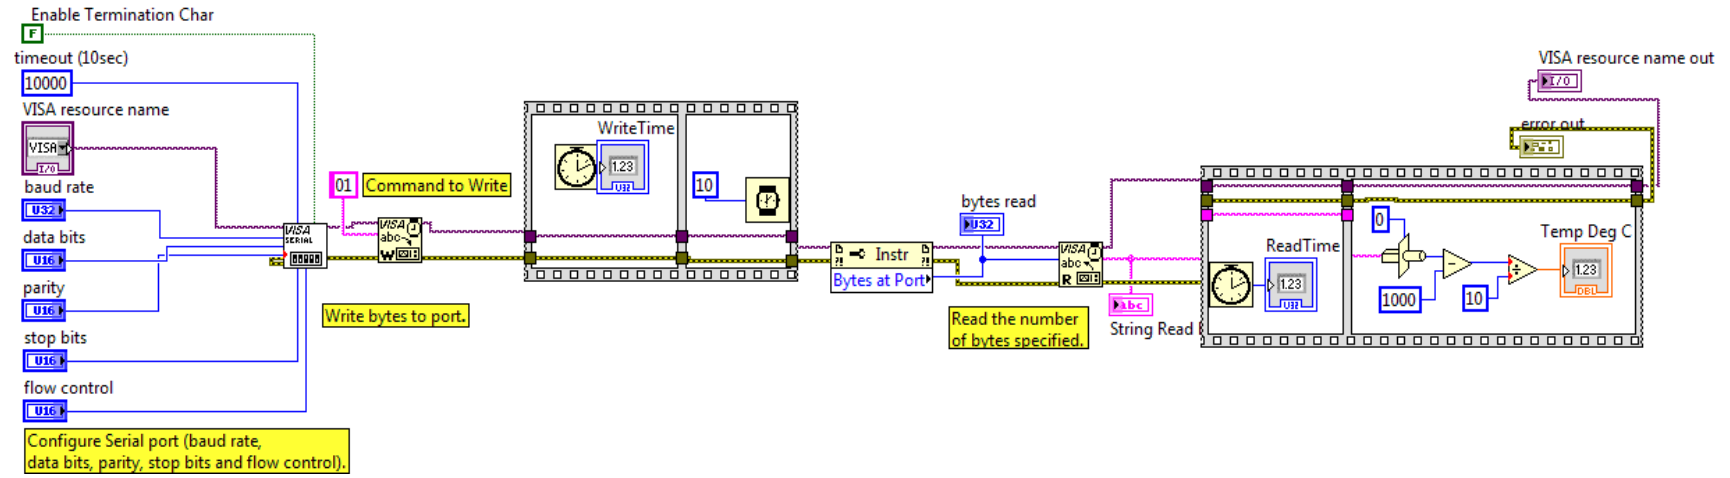 Enable Termination Char
F
timeout (10sec)
10000
VISA resource name
VISA
I/O
baud rate
U32
data bits
U16
parity
U16
stop bits
U16
flow control
U16
Configure Serial port (baud rate,
data bits, parity, stop bits and flow control).
VISA
SERIAL
01
Command to Write
VISA
abc
W
Write bytes to port.
WriteTime
1.23
U32
10
Instr
Bytes at Port
bytes read
U32
VISA
abc
R
Read the number
of bytes specified.
abc
String Read
ReadTime
1.23
U32
0
1000
-
10
÷
Temp Deg C
1.23
DBL
VISA resource name out
I/O
error out